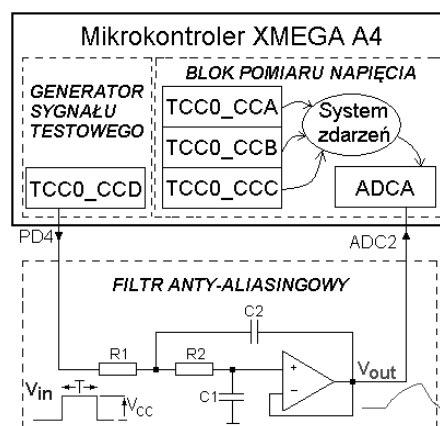 Mikrokontroler XMEGA A4
GENERATOR
SYGNAŁU
TESTOWEGO
TCC0_CCD
BLOK POMIARU NAPIĘCIA
TCC0_CCA
TCC0_CCB
TCC0_CCC
System
zdarzeń
ADCA
PD4
ADC2
FILTR ANTY-ALIASINGOWY
C2
R1
R2
C1
+
−
Vin
T
VCC
Vout